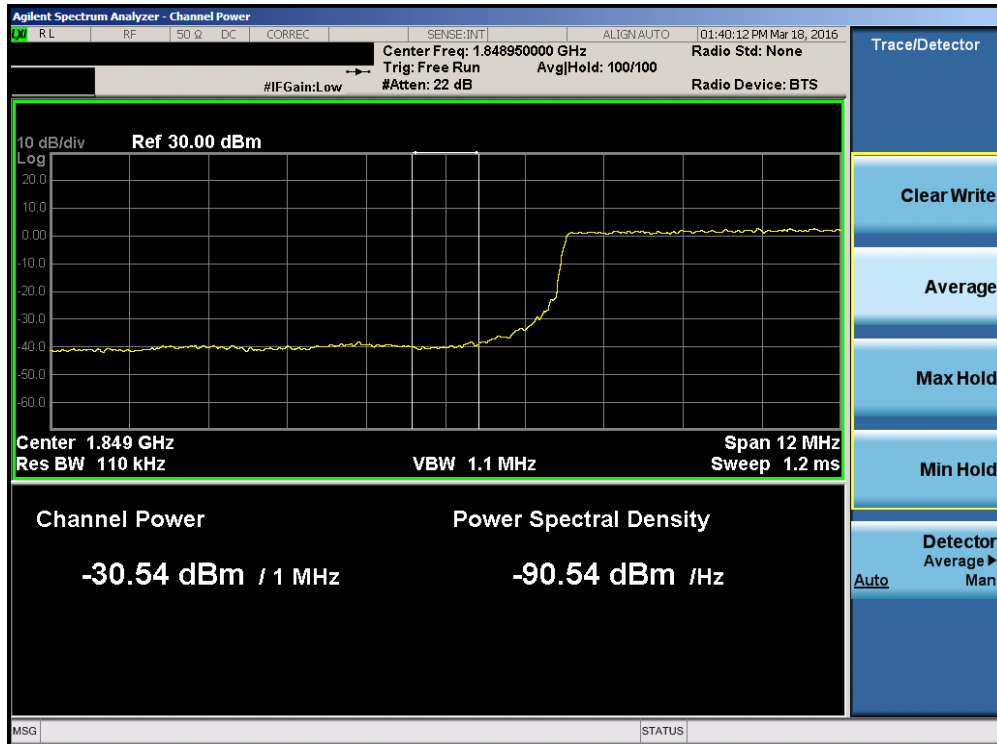 Agilent Spectrum Analyzer - Channel Power
LXI RL RF 50 Ω DC CORREC SENSE:INT ALIGN AUTO 01:40:12 PM Mar 18, 2016
Center Freq: 1.848950000 GHz Radio Std: None
Trig: Free Run Avg|Hold: 100/100
#IFGain:Low #Atten: 22 dB Radio Device: BTS
10 dB/div Ref 30.00 dBm
Log
20.0
10.0
0.00
-10.0
-20.0
-30.0
-40.0
-50.0
-60.0
Center 1.849 GHz Span 12 MHz
Res BW 110 kHz VBW 1.1 MHz Sweep 1.2 ms
Channel Power Power Spectral Density
-30.54 dBm / 1 MHz -90.54 dBm /Hz
Trace/Detector
Clear Write
Average
Max Hold
Min Hold
Detector
Average▶
Auto Man
MSG STATUS